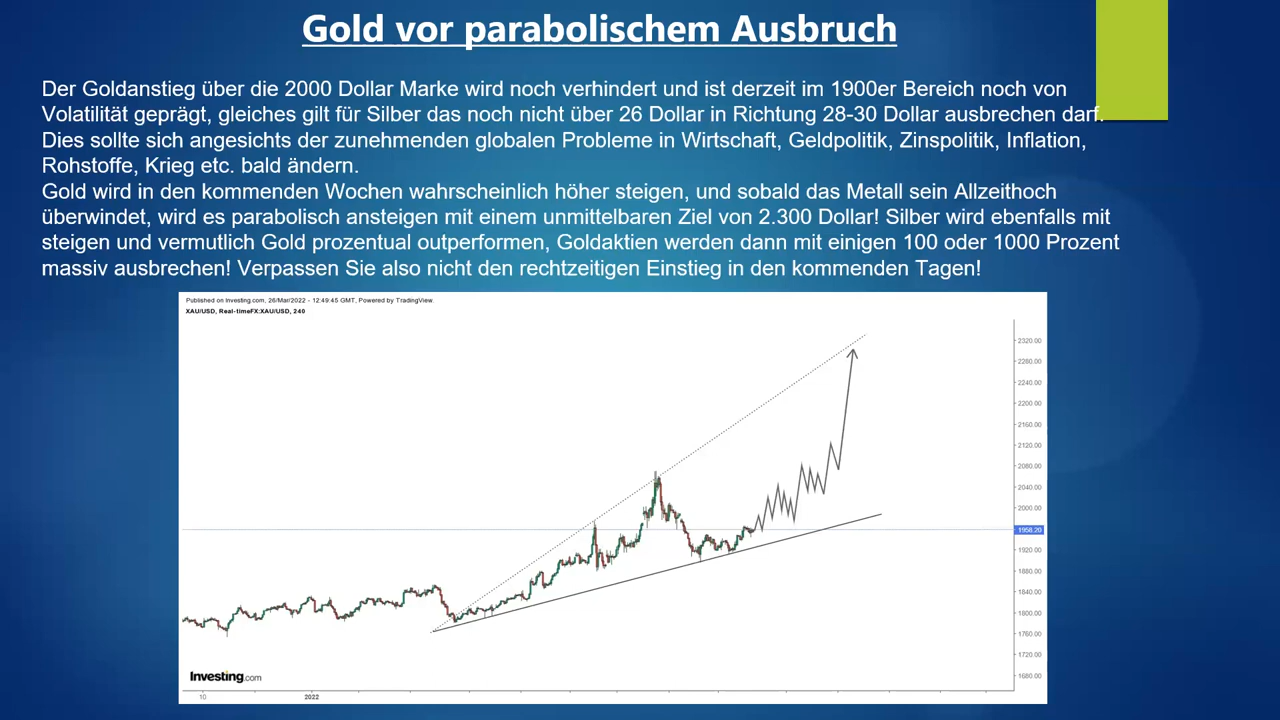 Gold vor parabolischem Ausbruch
Der Goldanstieg über die 2000 Dollar Marke wird noch verhindert und ist derzeit im 1900er Bereich noch von
Volatilität geprägt, gleiches gilt für Silber das noch nicht über 26 Dollar in Richtung 28-30 Dollar ausbrechen darf.
Dies sollte sich angesichts der zunehmenden globalen Probleme in Wirtschaft, Geldpolitik, Zinspolitik, Inflation,
Rohstoffe, Krieg etc. bald ändern.
Gold wird in den kommenden Wochen wahrscheinlich höher steigen, und sobald das Metall sein Allzeithoch
überwindet, wird es parabolisch ansteigen mit einem unmittelbaren Ziel von 2.300 Dollar! Silber wird ebenfalls mit
steigen und vermutlich Gold prozentual outperformen, Goldaktien werden dann mit einigen 100 oder 1000 Prozent
massiv ausbrechen! Verpassen Sie also nicht den rechtzeitigen Einstieg in den kommenden Tagen!
Published on Investing.com, 26/Mar/2022 - 12:49:45 GMT, Powered by TradingView.
XAU/USD, Real-timeFX:XAU/USD, 240
2320.00
2280.00
2240.00
2200.00
2160.00
2120.00
2080.00
2040.00
2000.00
1958.20
1920.00
1880.00
1840.00
1800.00
1760.00
1720.00
1680.00
Investing.com
10 2022